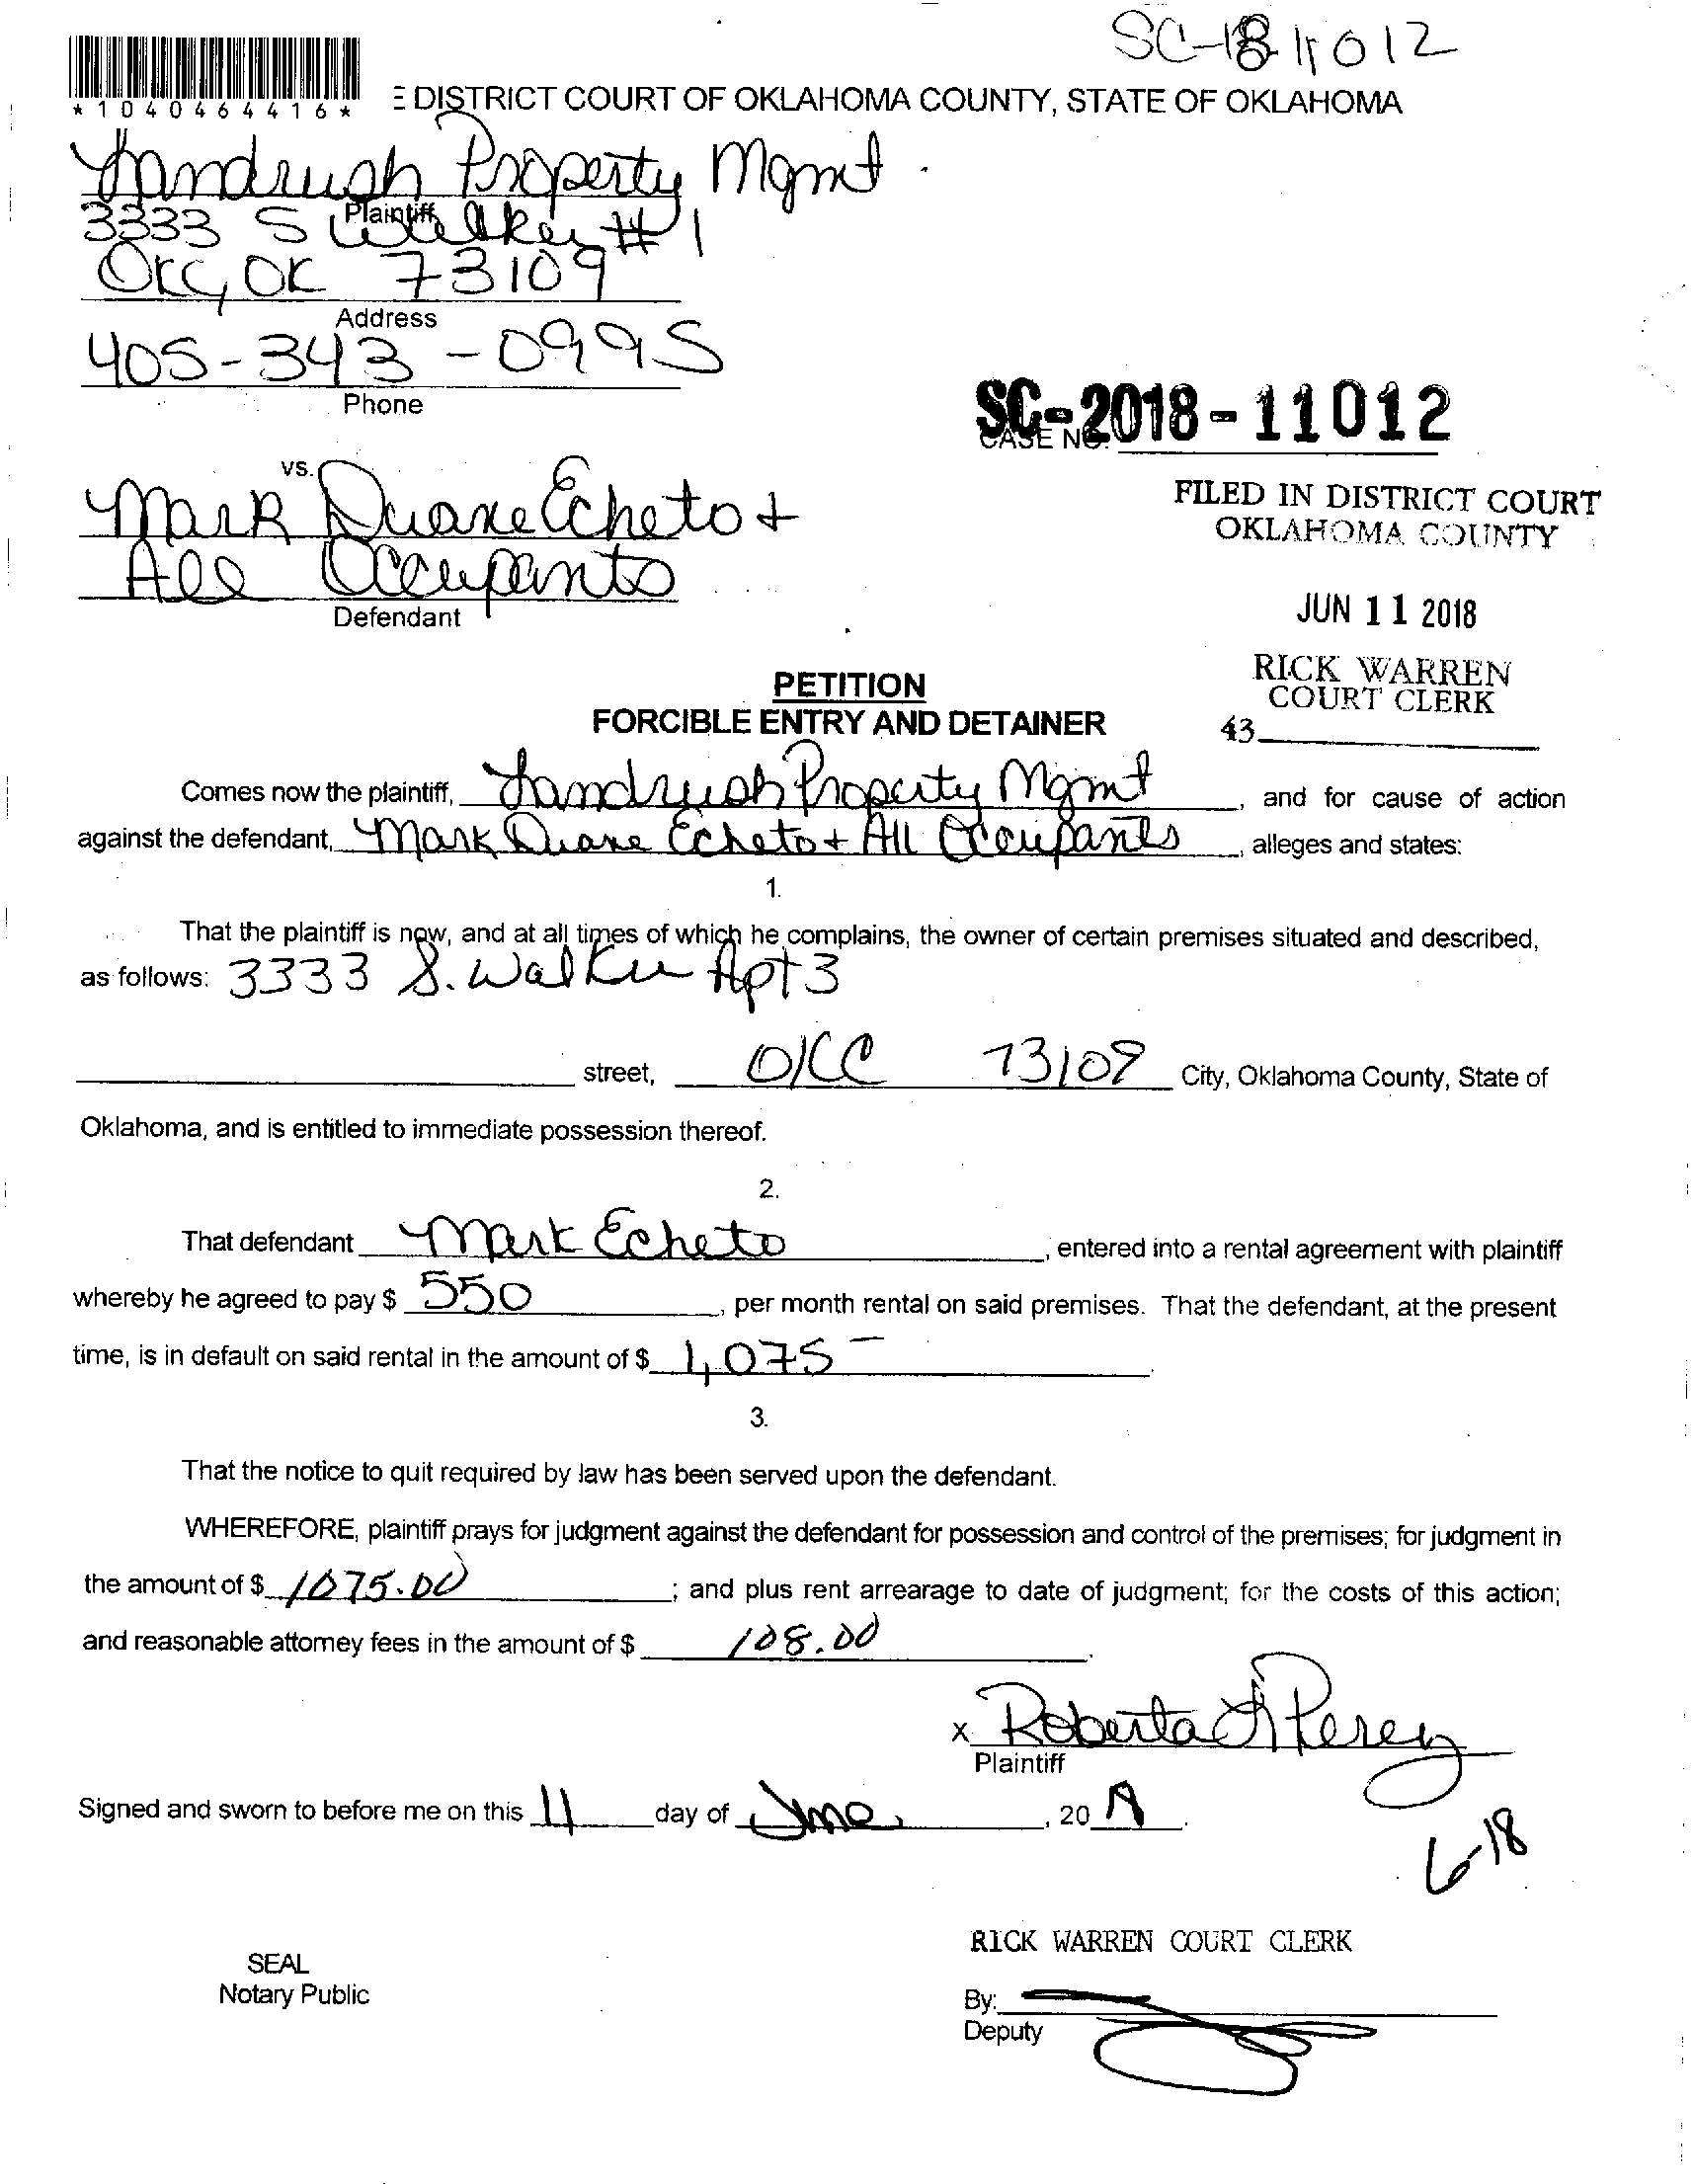 SC-18 11012
*1040464416*
E DISTRICT COURT OF OKLAHOMA COUNTY, STATE OF OKLAHOMA
Landrush Property Mgmt
Plaintiff
3333 S Walker #1
OKC, OK 73109
Address
405-343-0995
Phone
SC-2018-11012
CASE NO.
vs.
Mark Duane Echeto +
All Occupants
Defendant
FILED IN DISTRICT COURT
OKLAHOMA COUNTY
JUN 11 2018
RICK WARREN
COURT CLERK
43
PETITION
FORCIBLE ENTRY AND DETAINER
Comes now the plaintiff, Landrush Property Mgmt, and for cause of action
against the defendant, Mark Duane Echeto + All Occupants, alleges and states:
1.
That the plaintiff is now, and at all times of which he complains, the owner of certain premises situated and described,
as follows: 3333 S. Walker Apt 3
street, OKC 73109 City, Oklahoma County, State of
Oklahoma, and is entitled to immediate possession thereof.
2.
That defendant Mark Echeto, entered into a rental agreement with plaintiff
whereby he agreed to pay $ 550, per month rental on said premises. That the defendant, at the present
time, is in default on said rental in the amount of $ 1,075-.
3.
That the notice to quit required by law has been served upon the defendant.
WHEREFORE, plaintiff prays for judgment against the defendant for possession and control of the premises; for judgment in
the amount of $ 1075.00; and plus rent arrearage to date of judgment; for the costs of this action;
and reasonable attorney fees in the amount of $ 108.00.
x Roberta Perez
Plaintiff
Signed and sworn to before me on this 11 day of June, 20
6-18
RICK WARREN COURT CLERK
SEAL
Notary Public
By:
Deputy